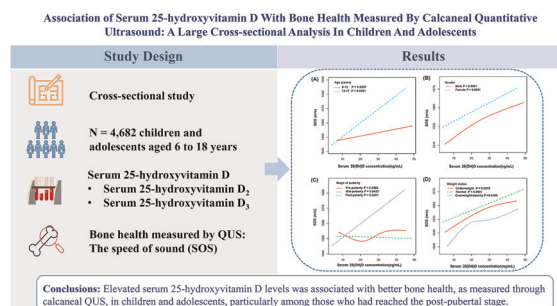 Association of Serum 25-hydroxyvitamin D With Bone Health Measured By Calcaneal Quantitative
Ultrasound: A Large Cross-sectional Analysis In Children And Adolescents
Study Design
Cross-sectional study
N = 4,682 children and
adolescents aged 6 to 18 years
Serum 25-hydroxyvitamin D
• Serum 25-hydroxyvitamin D₂
• Serum 25-hydroxyvitamin D₃
Bone health measured by QUS:
The speed of sound (SOS)
Results
(A)
Age (years)
SOS (m/s)
Serum 25(OH)D concentration(ng/mL)
(B)
SOS (m/s)
Serum 25(OH)D concentration(ng/mL)
(C)
Stage of puberty
SOS (m/s)
Serum 25(OH)D concentration(ng/mL)
(D)
Weight status
SOS (m/s)
Serum 25(OH)D concentration(ng/mL)
Conclusions: Elevated serum 25-hydroxyvitamin D levels was associated with better bone health, as measured through
calcaneal QUS, in children and adolescents, particularly among those who had reached the post-pubertal stage.